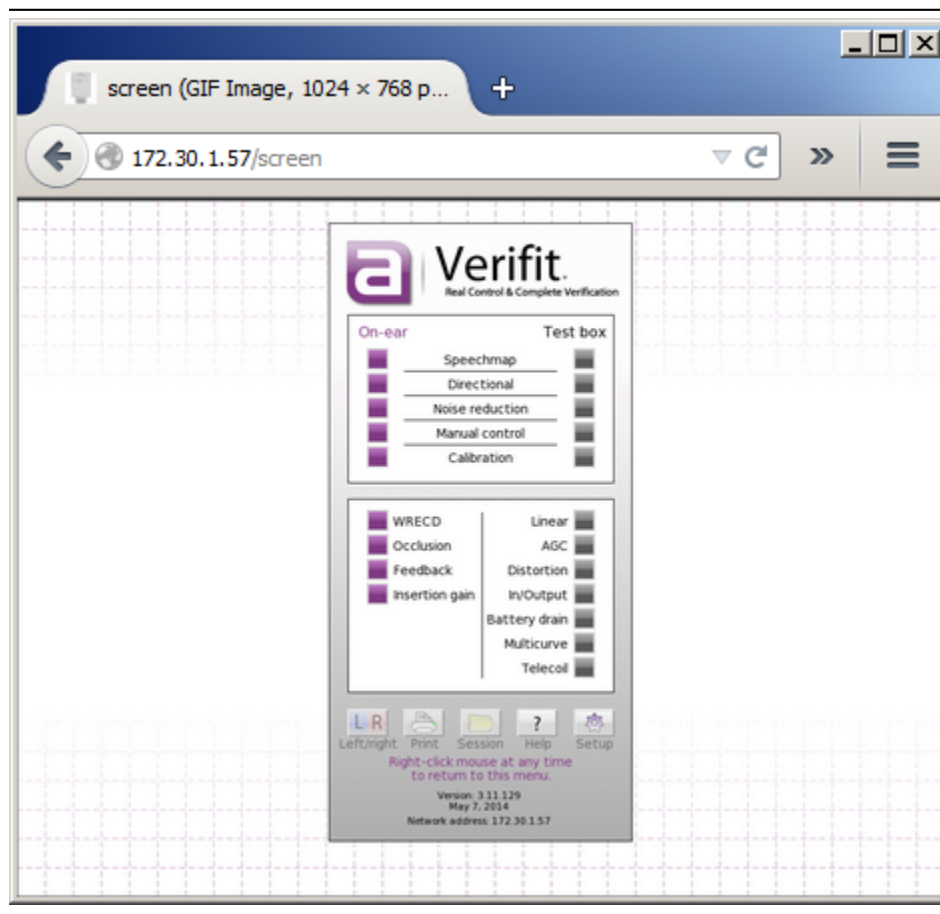 screen (GIF Image, 1024 × 768 p...
172.30.1.57/screen
a Verifit.
Real Control & Complete Verification
On-ear Test box
Speechmap
Directional
Noise reduction
Manual control
Calibration
WRECD Linear
Occlusion AGC
Feedback Distortion
Insertion gain In/Output
Battery drain
Multicurve
Telecoil
L R ?
Left/right Print Session Help Setup
Right-click mouse at any time
to return to this menu.
Version: 3.11.129
May 7, 2014
Network address: 172.30.1.57